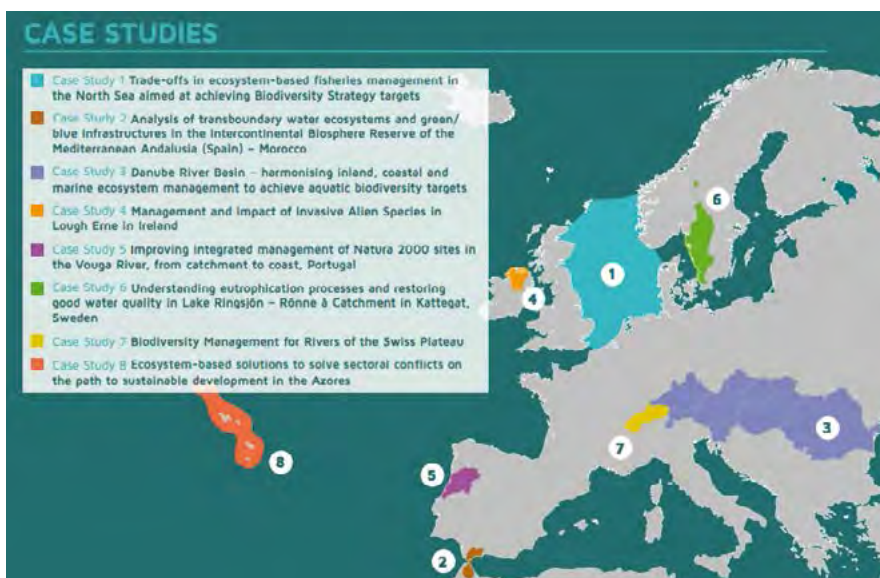 CASE STUDIES
Case Study 1 Trade-offs in ecosystem-based fisheries management in
the North Sea aimed at achieving Biodiversity Strategy targets
Case Study 2 Analysis of transboundary water ecosystems and green/
blue infrastructures in the Intercontinental Biosphere Reserve of the
Mediterranean Andalusia (Spain) – Morocco
Case Study 3 Danube River Basin – harmonising inland, coastal and
marine ecosystem management to achieve aquatic biodiversity targets
Case Study 4 Management and impact of Invasive Alien Species in
Lough Erne in Ireland
Case Study 5 Improving integrated management of Natura 2000 sites in
the Vouga River, from catchment to coast, Portugal
Case Study 6 Understanding eutrophication processes and restoring
good water quality in Lake Ringsjön – Rönne å Catchment in Kattegat,
Sweden
Case Study 7 Biodiversity Management for Rivers of the Swiss Plateau
Case Study 8 Ecosystem-based solutions to solve sectoral conflicts on
the path to sustainable development in the Azores
6
1
4
3
7
8
5
2